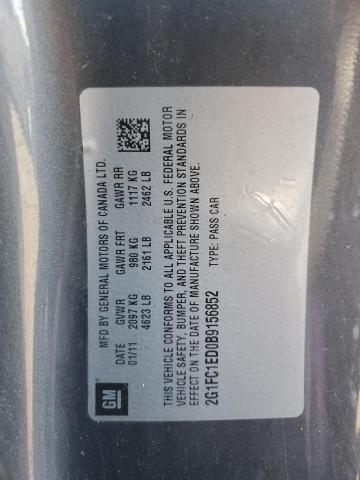 GM
MFD BY GENERAL MOTORS OF CANADA LTD.
DATE GVWR GAWR FRT GAWR RR
01/11 2097 KG 980 KG 1117 KG
4623 LB 2161 LB 2462 LB
THIS VEHICLE CONFORMS TO ALL APPLICABLE U.S. FEDERAL MOTOR
VEHICLE SAFETY, BUMPER, AND THEFT PREVENTION STANDARDS IN
EFFECT ON THE DATE OF MANUFACTURE SHOWN ABOVE.
2G1FC1ED0B9156852 TYPE: PASS CAR